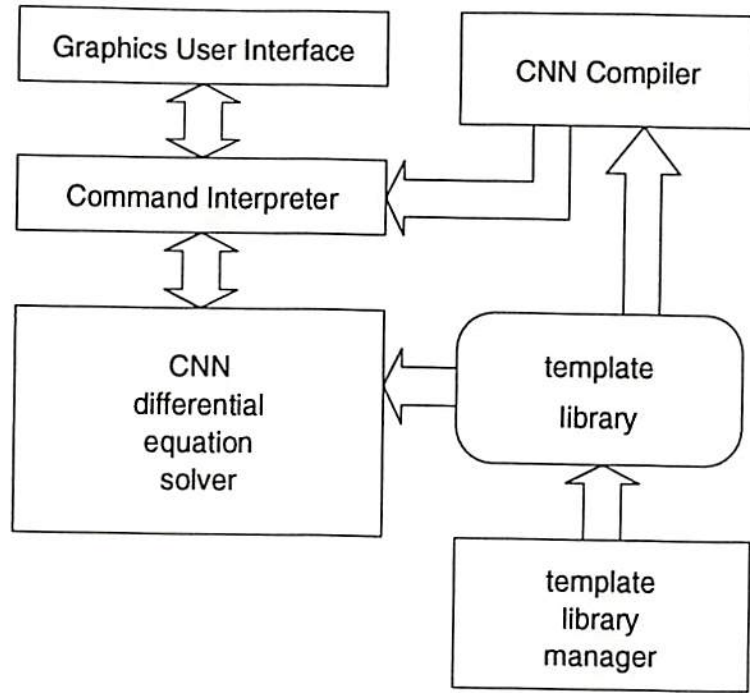 Graphics User Interface
CNN Compiler
Command Interpreter
CNN
differential
equation
solver
template
library
template
library
manager